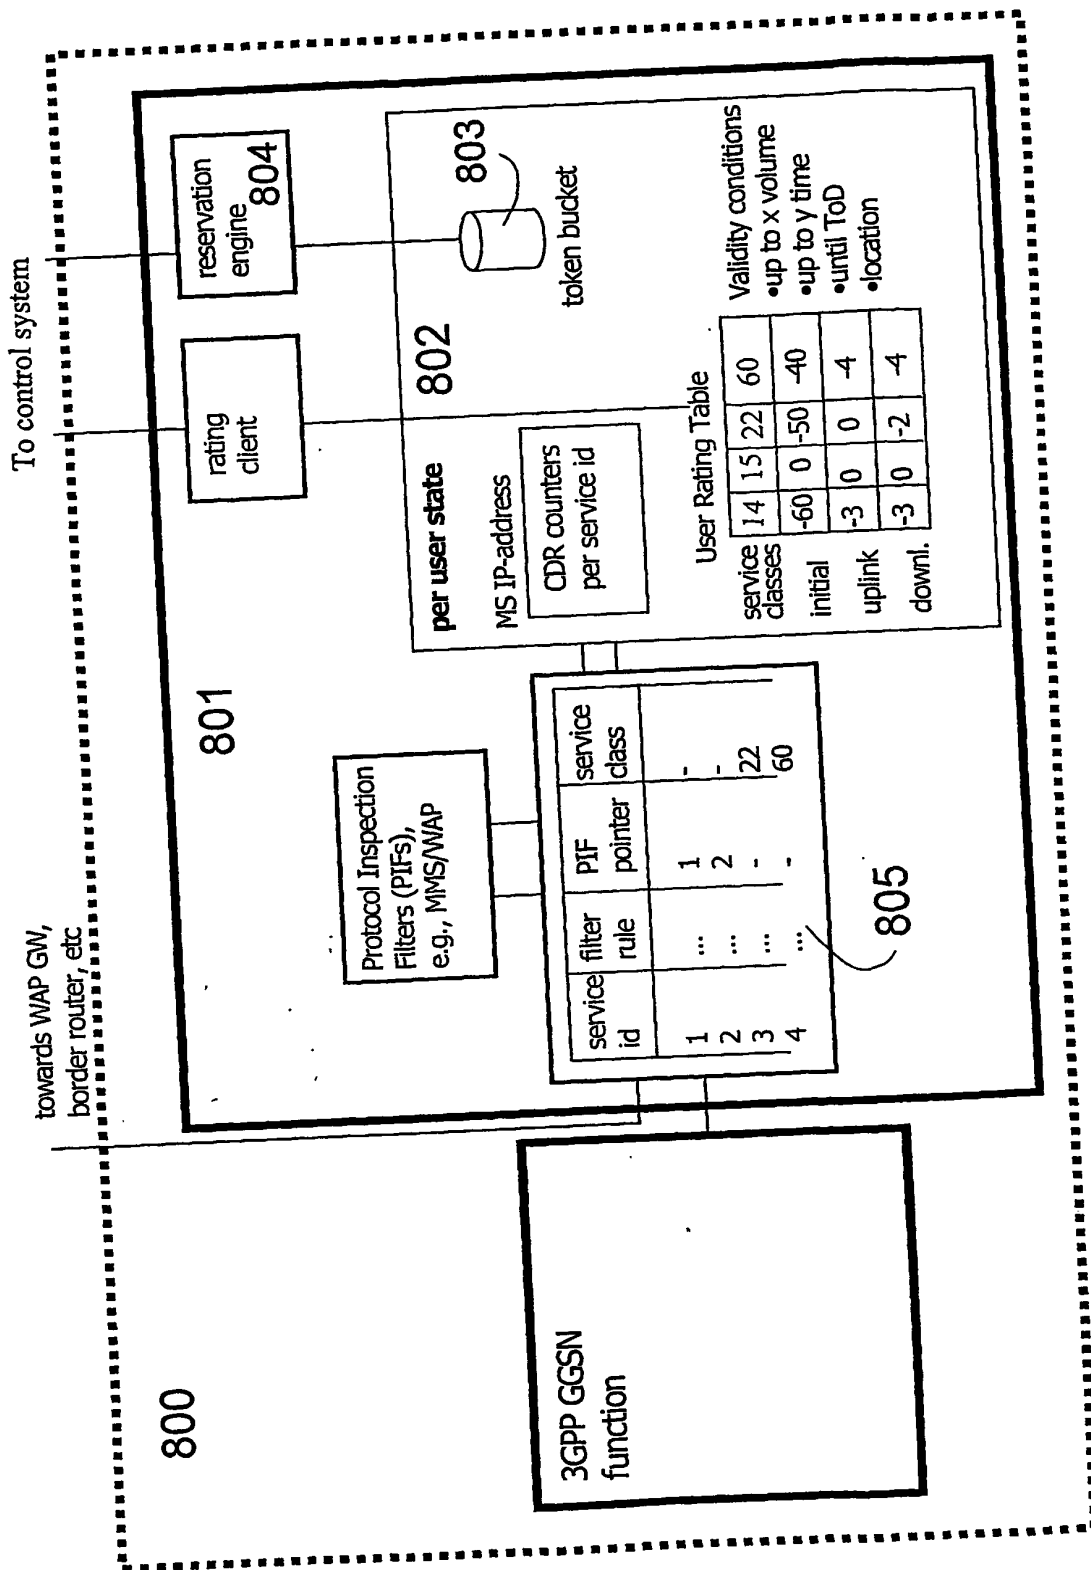 To control system
towards WAP GW,
border router, etc
800
801
rating
client
reservation
engine
804
Protocol Inspection
Filters (PIFs),
e.g., MMS/WAP
per user state
802
803
MS IP-address
token bucket
CDR counters
per service id
service id | filter rule | PIF pointer | service class
1 ... 1 -
2 ... 2 -
3 ... - 22
4 ... - 60
805
User Rating Table
service classes 14 15 22 60
initial -60 0 -50 -40
uplink -3 0 0 -4
downl. -3 0 -2 -4
Validity conditions
•up to x volume
•up to y time
•until ToD
•location
3GPP GGSN
function